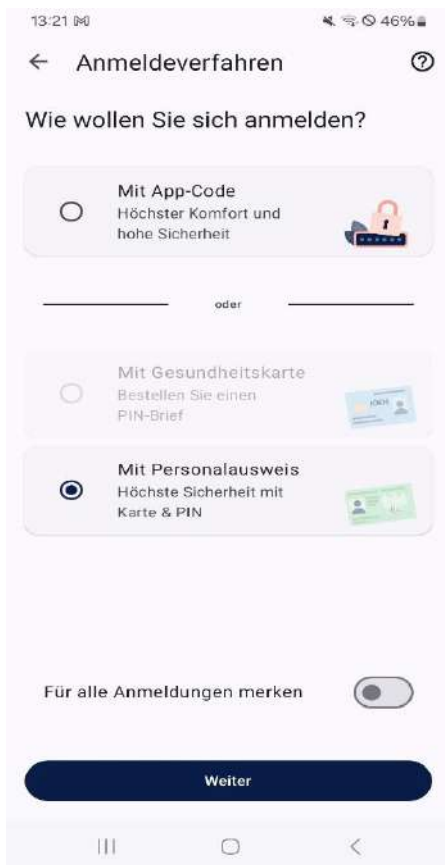 13:21 46%
Anmeldeverfahren
Wie wollen Sie sich anmelden?
Mit App-Code
Höchster Komfort und
hohe Sicherheit
oder
Mit Gesundheitskarte
Bestellen Sie einen
PIN-Brief
Mit Personalausweis
Höchste Sicherheit mit
Karte & PIN
Für alle Anmeldungen merken
Weiter